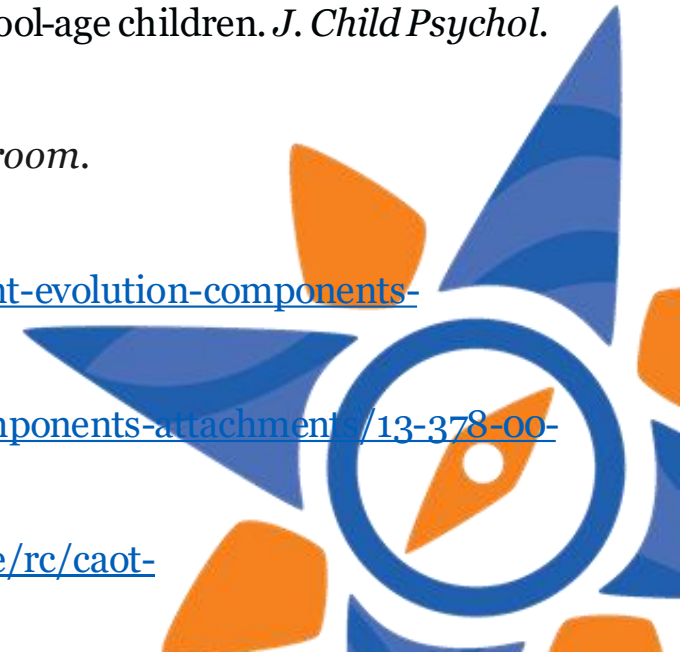 ool-age children. J. Child Psychol.
room.
nt-evolution-components-
nponents-attachments/13-378-00-
e/rc/caot-